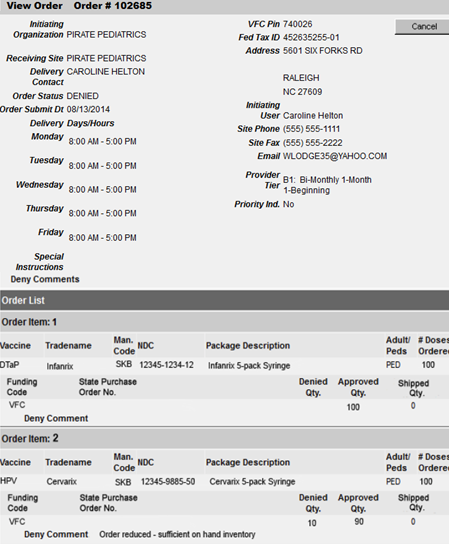 View Order Order # 102685
Cancel
Initiating Organization PIRATE PEDIATRICS
VFC Pin 740026
Fed Tax ID 452635255-01
Address 5601 SIX FORKS RD
Receiving Site PIRATE PEDIATRICS
Delivery Contact CAROLINE HELTON
RALEIGH
NC 27609
Order Status DENIED
Order Submit Dt 08/13/2014
Initiating User Caroline Helton
Delivery Days/Hours
Site Phone (555) 555-1111
Monday 8:00 AM - 5:00 PM
Site Fax (555) 555-2222
Email WLODGE35@YAHOO.COM
Tuesday 8:00 AM - 5:00 PM
Provider Tier B1: Bi-Monthly 1-Month
1-Beginning
Wednesday 8:00 AM - 5:00 PM
Priority Ind. No
Thursday 8:00 AM - 5:00 PM
Friday 8:00 AM - 5:00 PM
Special Instructions
Deny Comments
Order List
Order Item: 1
Vaccine Tradename Man. Code NDC Package Description Adult/ Peds # Doses Ordered
DTaP Infanrix SKB 12345-1234-12 Infanrix 5-pack Syringe PED 100
Funding Code State Purchase Order No. Denied Qty. Approved Qty. Shipped Qty.
VFC 100 0
Deny Comment
Order Item: 2
Vaccine Tradename Man. Code NDC Package Description Adult/ Peds # Doses Ordered
HPV Cervarix SKB 12345-9885-50 Cervarix 5-pack Syringe PED 100
Funding Code State Purchase Order No. Denied Qty. Approved Qty. Shipped Qty.
VFC 10 90 0
Deny Comment Order reduced - sufficient on hand inventory